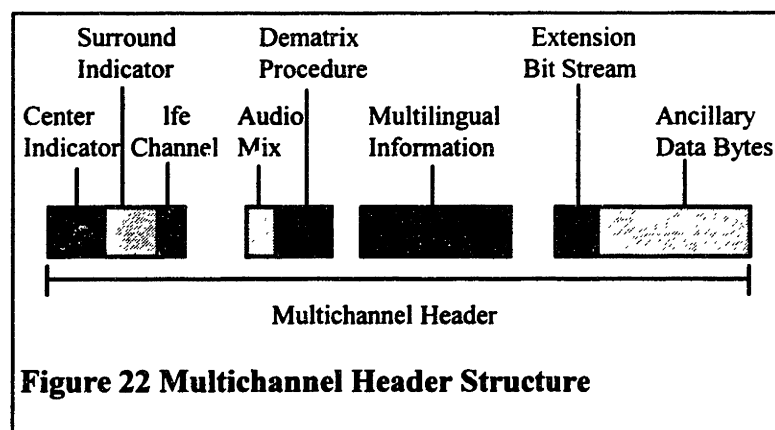 Surround
Indicator
Dematrix
Procedure
Extension
Bit Stream
Center
Indicator
lfe
Channel
Audio
Mix
Multilingual
Information
Ancillary
Data Bytes
Multichannel Header
Figure 22 Multichannel Header Structure